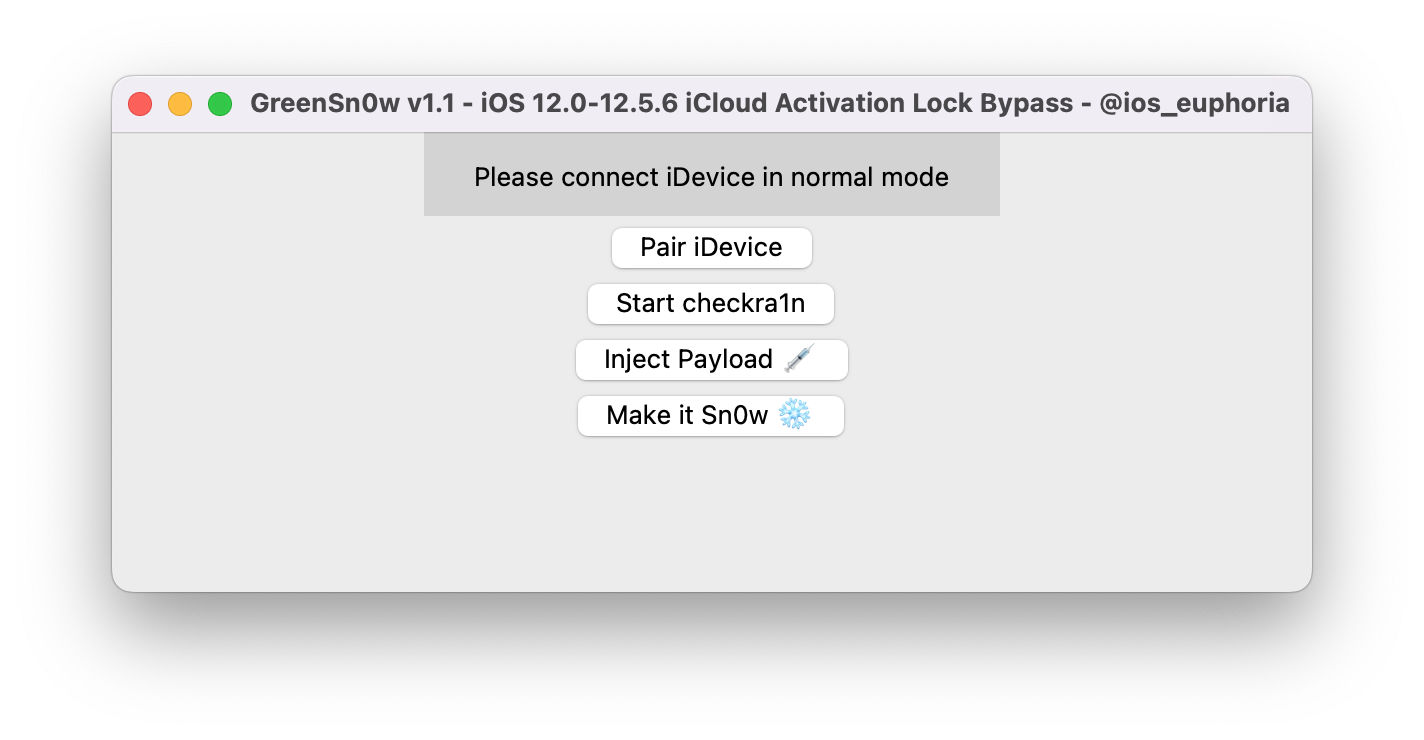 GreenSn0w v1.1 - iOS 12.0-12.5.6 iCloud Activation Lock Bypass - @ios_euphoria
Please connect iDevice in normal mode
Pair iDevice
Start checkra1n
Inject Payload 💉
Make it Sn0w ❄️